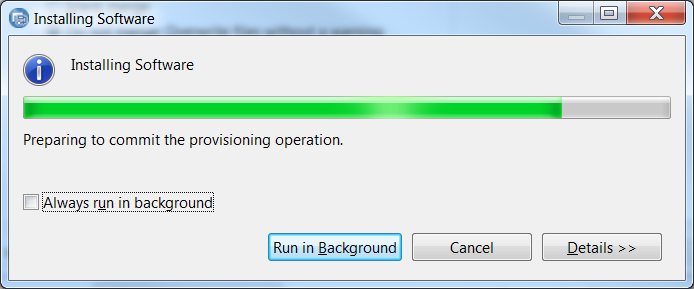 Installing Software
Installing Software
Preparing to commit the provisioning operation.
Always run in background
Run in Background
Cancel
Details >>